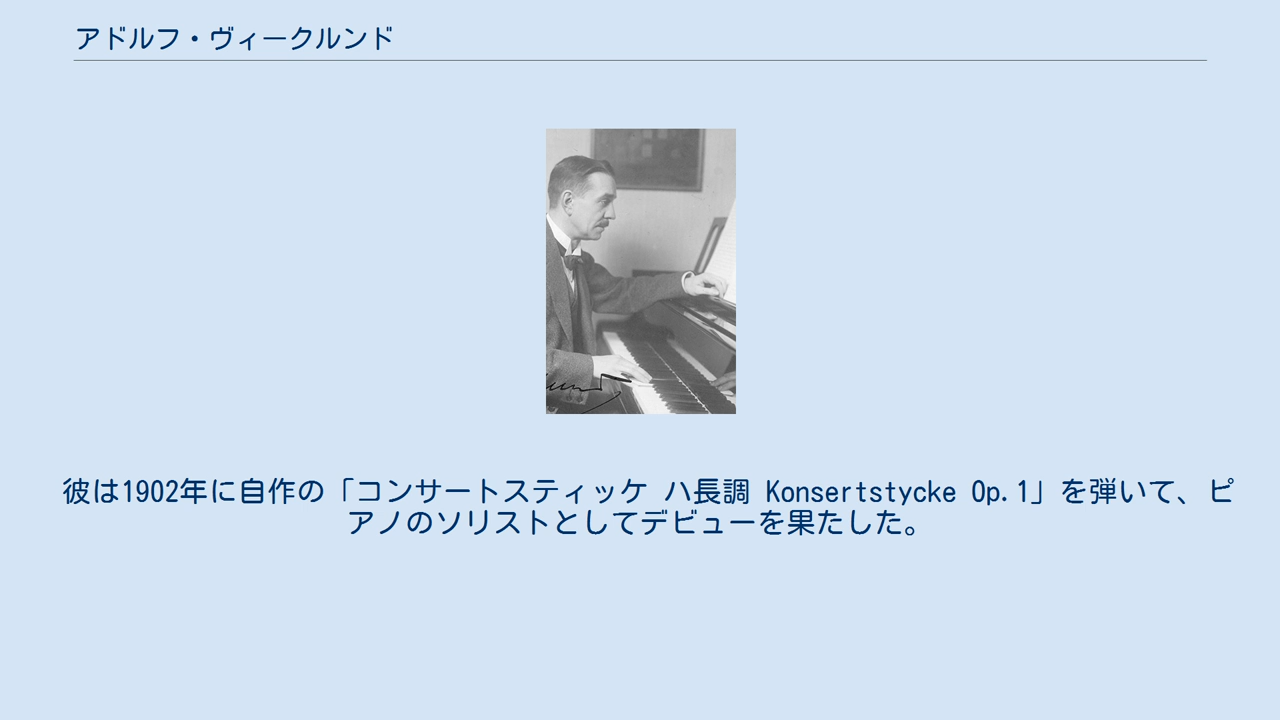 アドルフ・ヴィークルンド
彼は1902年に自作の「コンサートスティッケ ハ長調 Konsertstycke Op.1」を弾いて、ピ
アノのソリストとしてデビューを果たした。